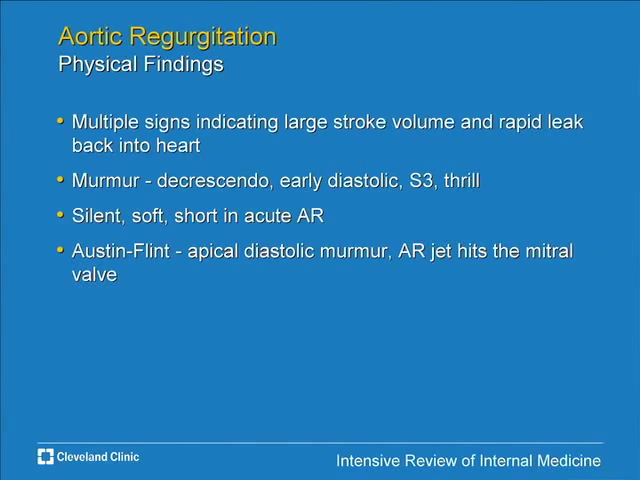 Aortic Regurgitation
Physical Findings
• Multiple signs indicating large stroke volume and rapid leak
back into heart
• Murmur - decrescendo, early diastolic, S3, thrill
• Silent, soft, short in acute AR
• Austin-Flint - apical diastolic murmur, AR jet hits the mitral
valve
Cleveland Clinic
Intensive Review of Internal Medicine